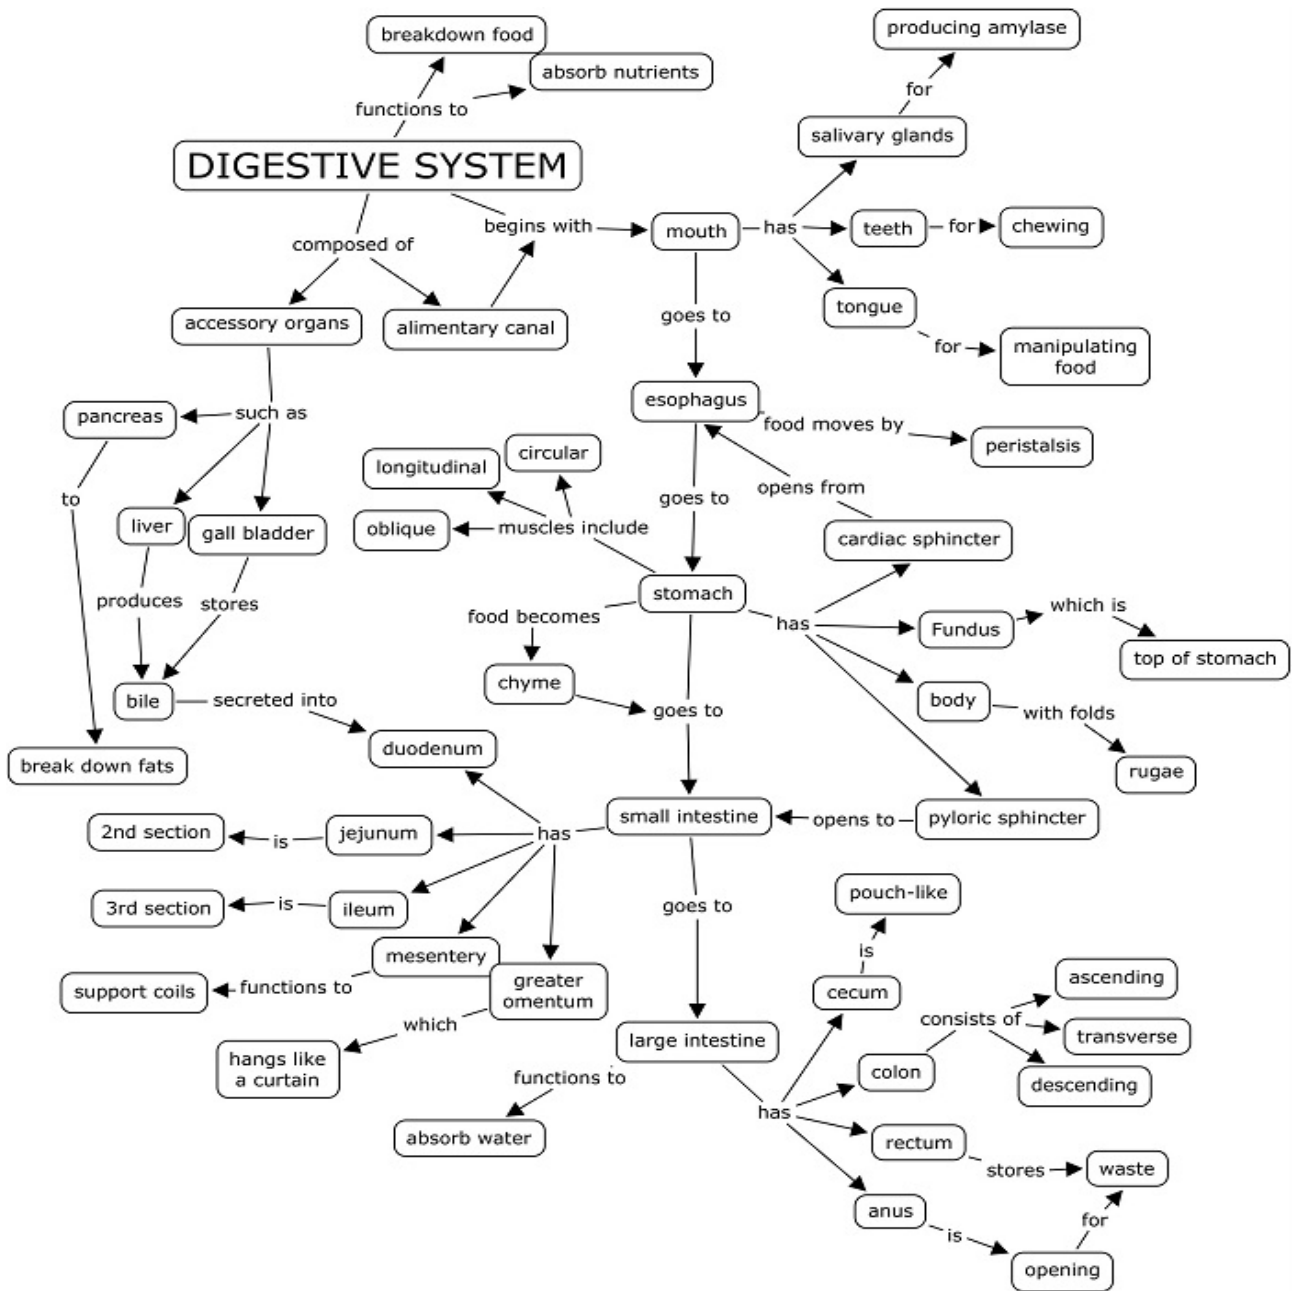 breakdown food
producing amylase
absorb nutrients
for
functions to
salivary glands
DIGESTIVE SYSTEM
begins with
mouth
has
teeth
for
chewing
composed of
tongue
accessory organs
alimentary canal
goes to
for
manipulating
food
pancreas
such as
esophagus
food moves by
peristalsis
longitudinal
circular
to
goes to
opens from
liver
gall bladder
oblique
muscles include
cardiac sphincter
stomach
produces
stores
food becomes
has
Fundus
which is
top of stomach
chyme
bile
secreted into
goes to
body
with folds
duodenum
break down fats
rugae
small intestine
opens to
pyloric sphincter
2nd section
is
jejunum
has
3rd section
is
ileum
goes to
pouch-like
is
mesentery
support coils
functions to
greater
omentum
cecum
ascending
which
consists of
transverse
large intestine
hangs like
a curtain
functions to
colon
descending
has
absorb water
rectum
stores
waste
anus
for
is
opening